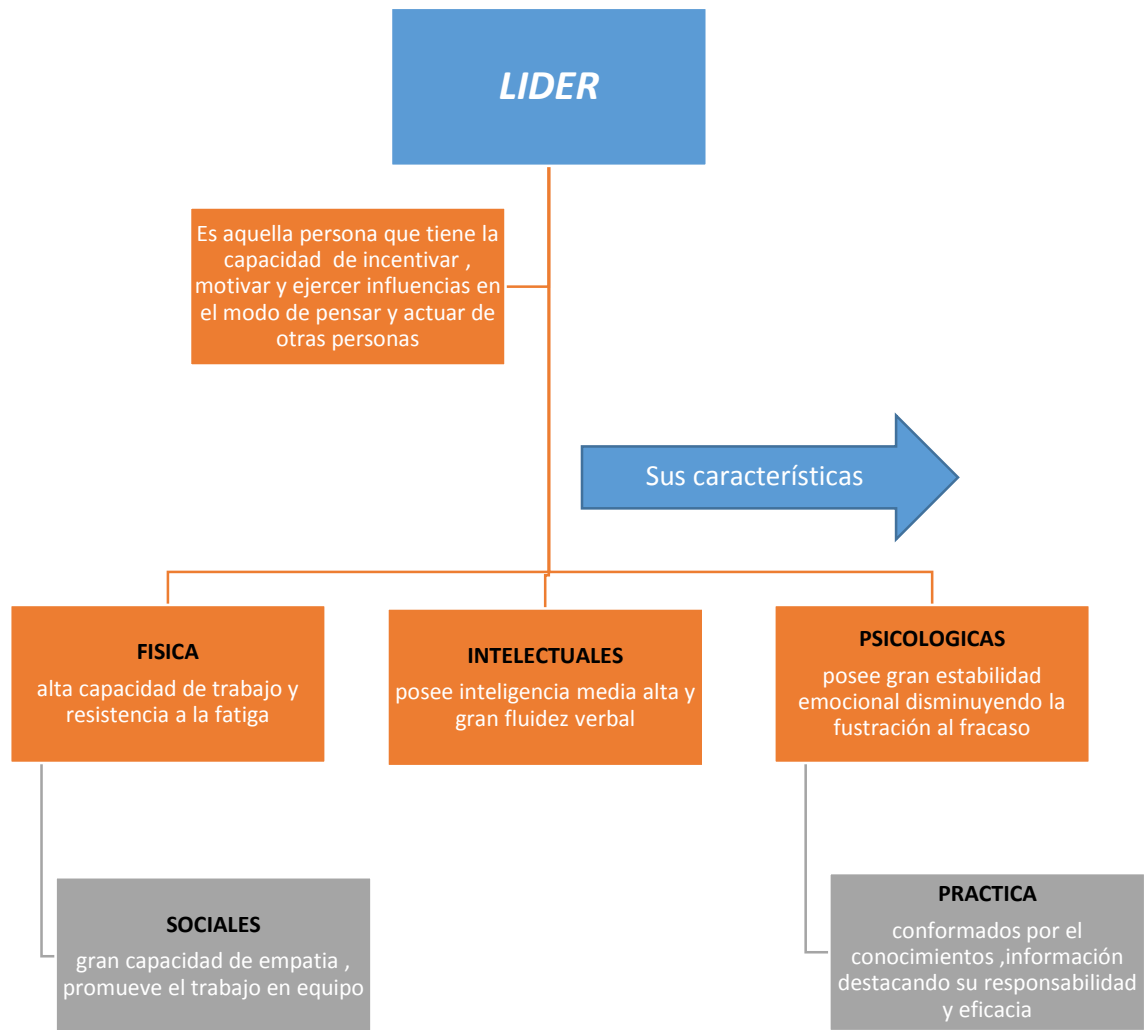 LIDER
Es aquella persona que tiene la
capacidad de incentivar ,
motivar y ejercer influencias en
el modo de pensar y actuar de
otras personas
Sus características
FISICA
alta capacidad de trabajo y
resistencia a la fatiga
INTELECTUALES
posee inteligencia media alta y
gran fluidez verbal
PSICOLOGICAS
posee gran estabilidad
emocional disminuyendo la
fustración al fracaso
SOCIALES
gran capacidad de empatia ,
promueve el trabajo en equipo
PRACTICA
conformados por el
conocimientos ,información
destacando su responsabilidad
y eficacia